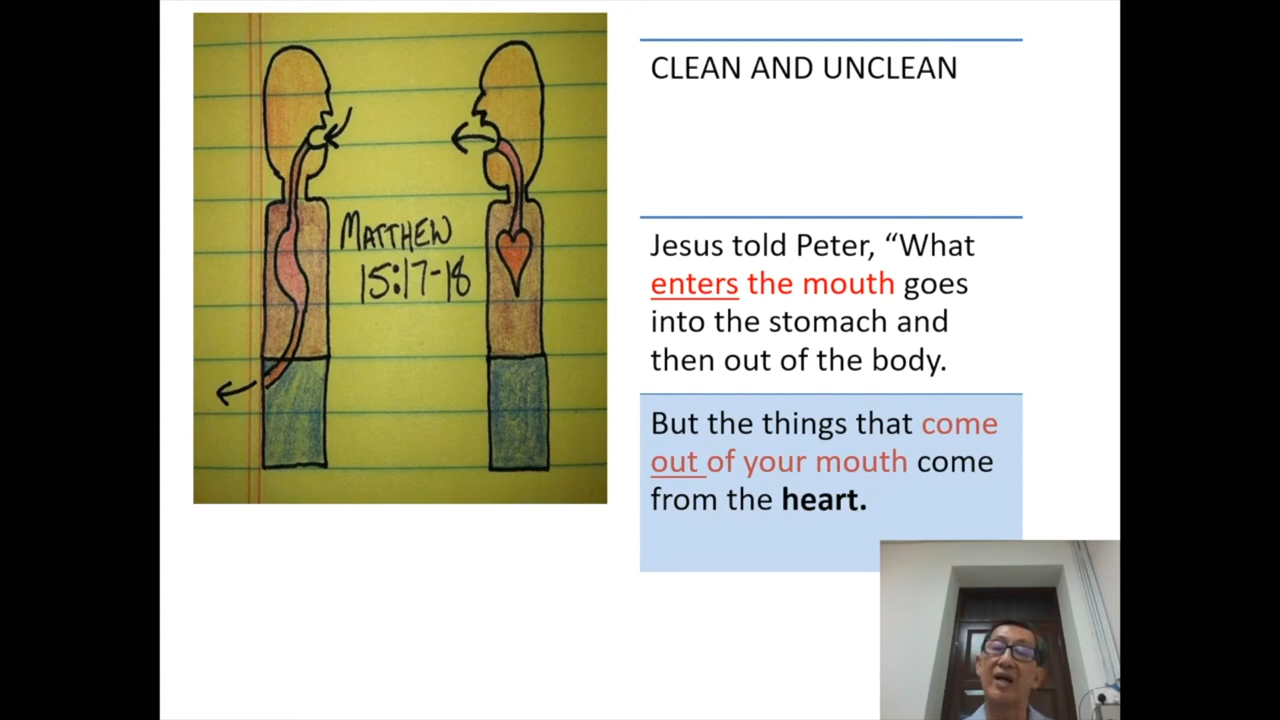 MATTHEW
15:17-18
CLEAN AND UNCLEAN
Jesus told Peter, “What
enters the mouth goes
into the stomach and
then out of the body.
But the things that come
out of your mouth come
from the heart.